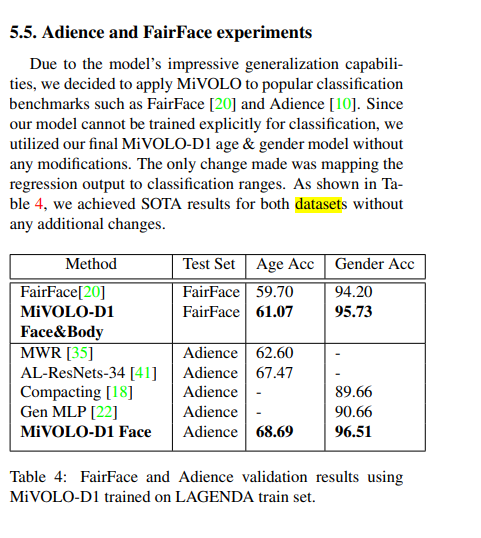 5.5. Adience and FairFace experiments
Due to the model's impressive generalization capabili-
ties, we decided to apply MiVOLO to popular classification
benchmarks such as FairFace [20] and Adience [10]. Since
our model cannot be trained explicitly for classification, we
utilized our final MiVOLO-D1 age & gender model without
any modifications. The only change made was mapping the
regression output to classification ranges. As shown in Ta-
ble 4, we achieved SOTA results for both datasets without
any additional changes.
Method Test Set Age Acc Gender Acc
FairFace[20] FairFace 59.70 94.20
MiVOLO-D1 FairFace 61.07 95.73
Face&Body
MWR [35] Adience 62.60 -
AL-ResNets-34 [41] Adience 67.47 -
Compacting [18] Adience - 89.66
Gen MLP [22] Adience - 90.66
MiVOLO-D1 Face Adience 68.69 96.51
Table 4: FairFace and Adience validation results using
MiVOLO-D1 trained on LAGENDA train set.